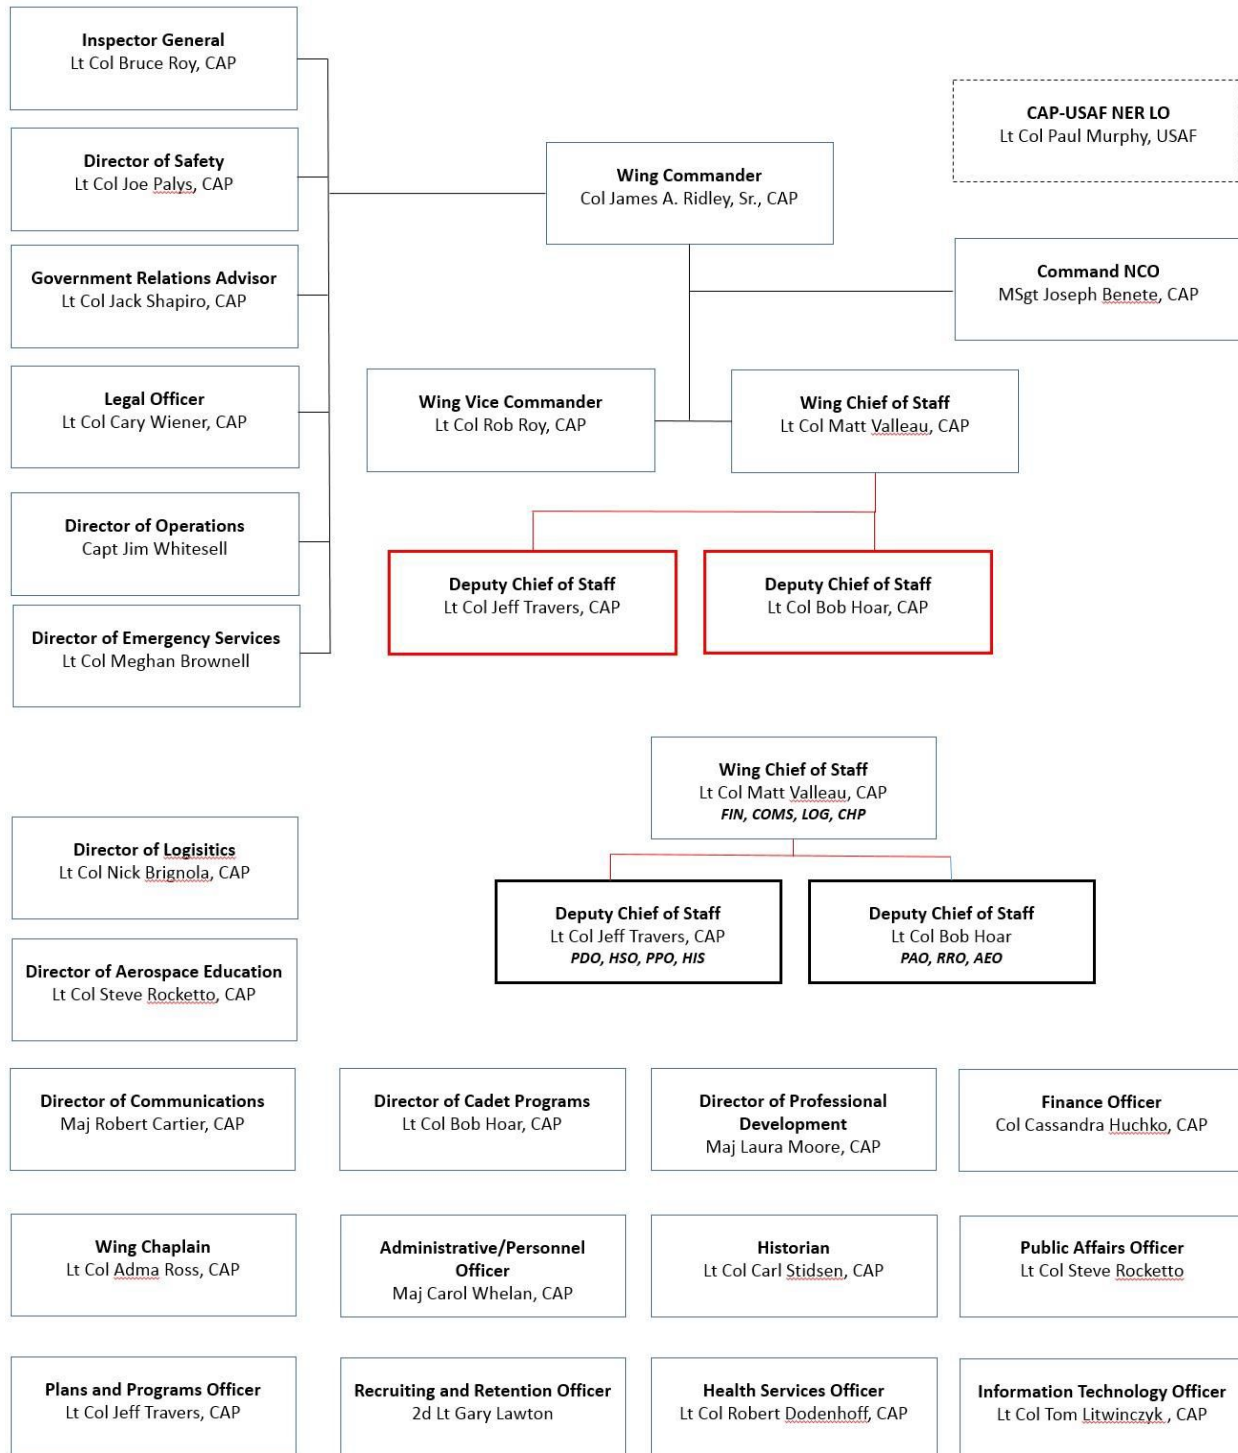 Inspector General
Lt Col Bruce Roy, CAP
CAP-USAF NER LO
Lt Col Paul Murphy, USAF
Director of Safety
Lt Col Joe Palys, CAP
Wing Commander
Col James A. Ridley, Sr., CAP
Government Relations Advisor
Lt Col Jack Shapiro, CAP
Command NCO
MSgt Joseph Benete, CAP
Legal Officer
Lt Col Cary Wiener, CAP
Wing Vice Commander
Lt Col Rob Roy, CAP
Wing Chief of Staff
Lt Col Matt Valleau, CAP
Director of Operations
Capt Jim Whitesell
Deputy Chief of Staff
Lt Col Jeff Travers, CAP
Deputy Chief of Staff
Lt Col Bob Hoar, CAP
Director of Emergency Services
Lt Col Meghan Brownell
Wing Chief of Staff
Lt Col Matt Valleau, CAP
FIN, COMS, LOG, CHP
Director of Logisitics
Lt Col Nick Brignola, CAP
Deputy Chief of Staff
Lt Col Jeff Travers, CAP
PDO, HSO, PPO, HIS
Deputy Chief of Staff
Lt Col Bob Hoar
PAO, RRO, AEO
Director of Aerospace Education
Lt Col Steve Rocketto, CAP
Director of Communications
Maj Robert Cartier, CAP
Director of Cadet Programs
Lt Col Bob Hoar, CAP
Director of Professional
Development
Maj Laura Moore, CAP
Finance Officer
Col Cassandra Huchko, CAP
Wing Chaplain
Lt Col Adma Ross, CAP
Administrative/Personnel
Officer
Maj Carol Whelan, CAP
Historian
Lt Col Carl Stidsen, CAP
Public Affairs Officer
Lt Col Steve Rocketto
Plans and Programs Officer
Lt Col Jeff Travers, CAP
Recruiting and Retention Officer
2d Lt Gary Lawton
Health Services Officer
Lt Col Robert Dodenhoff, CAP
Information Technology Officer
Lt Col Tom Litwinczyk , CAP